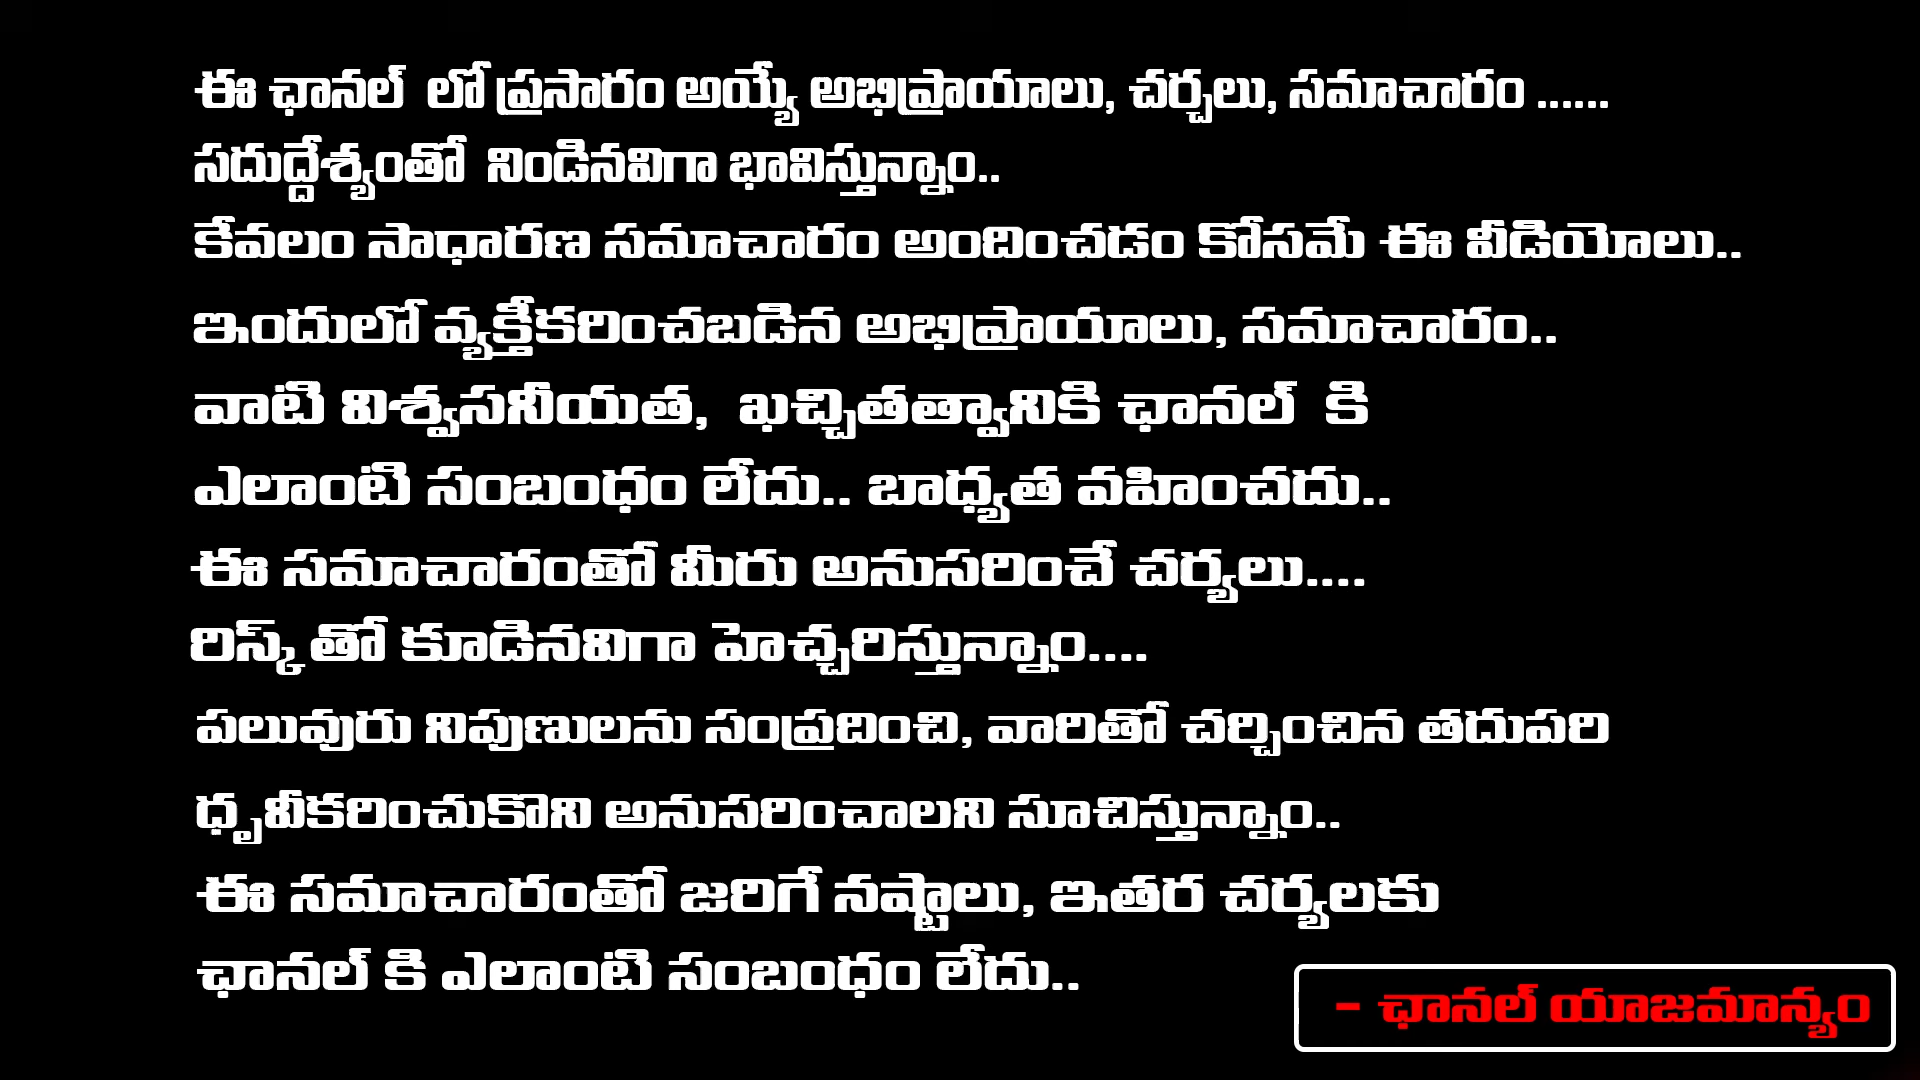 ఈ ఛానల్ లో ప్రసారం అయ్యే అభిప్రాయాలు, చర్చలు, సమాచారం ......
సదుద్దేశ్యంతో నిండినవిగా భావిస్తున్నాం..
కేవలం సాధారణ సమాచారం అందించడం కోసమే ఈ వీడియోలు..
ఇందులో వ్యక్తీకరించబడిన అభిప్రాయాలు, సమాచారం..
వాటి విశ్వసనీయత, ఖచ్చితత్వానికి ఛానల్ కి
ఎలాంటి సంబంధం లేదు.. బాధ్యత వహించదు..
ఈ సమాచారంతో మీరు అనుసరించే చర్యలు....
రిస్క్ తో కూడినవిగా హెచ్చరిస్తున్నాం....
పలువురు నిపుణులను సంప్రదించి, వారితో చర్చించిన తదుపరి
ధృవీకరించుకొని అనుసరించాలని సూచిస్తున్నాం..
ఈ సమాచారంతో జరిగే నష్టాలు, ఇతర చర్యలకు
ఛానల్ కి ఎలాంటి సంబంధం లేదు..
- ఛానల్ యాజమాన్యం